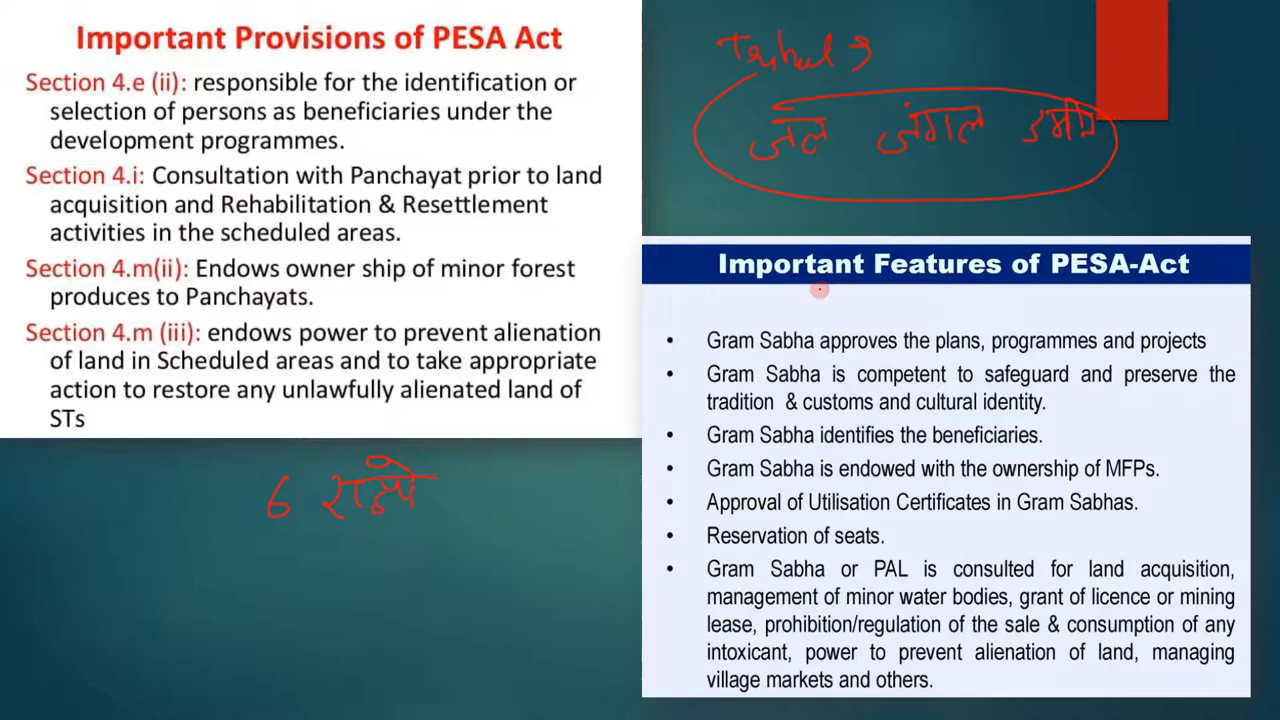 Important Provisions of PESA Act
Section 4.e (ii): responsible for the identification or
selection of persons as beneficiaries under the
development programmes.
Section 4.i: Consultation with Panchayat prior to land
acquisition and Rehabilitation & Resettlement
activities in the scheduled areas.
Section 4.m(ii): Endows owner ship of minor forest
produces to Panchayats.
Section 4.m (iii): endows power to prevent alienation
of land in Scheduled areas and to take appropriate
action to restore any unlawfully alienated land of
STs
6
जल जंगल
Important Features of PESA-Act
• Gram Sabha approves the plans, programmes and projects
• Gram Sabha is competent to safeguard and preserve the
tradition & customs and cultural identity.
• Gram Sabha identifies the beneficiaries.
• Gram Sabha is endowed with the ownership of MFPs.
• Approval of Utilisation Certificates in Gram Sabhas.
• Reservation of seats.
• Gram Sabha or PAL is consulted for land acquisition,
management of minor water bodies, grant of licence or mining
lease, prohibition/regulation of the sale & consumption of any
intoxicant, power to prevent alienation of land, managing
village markets and others.